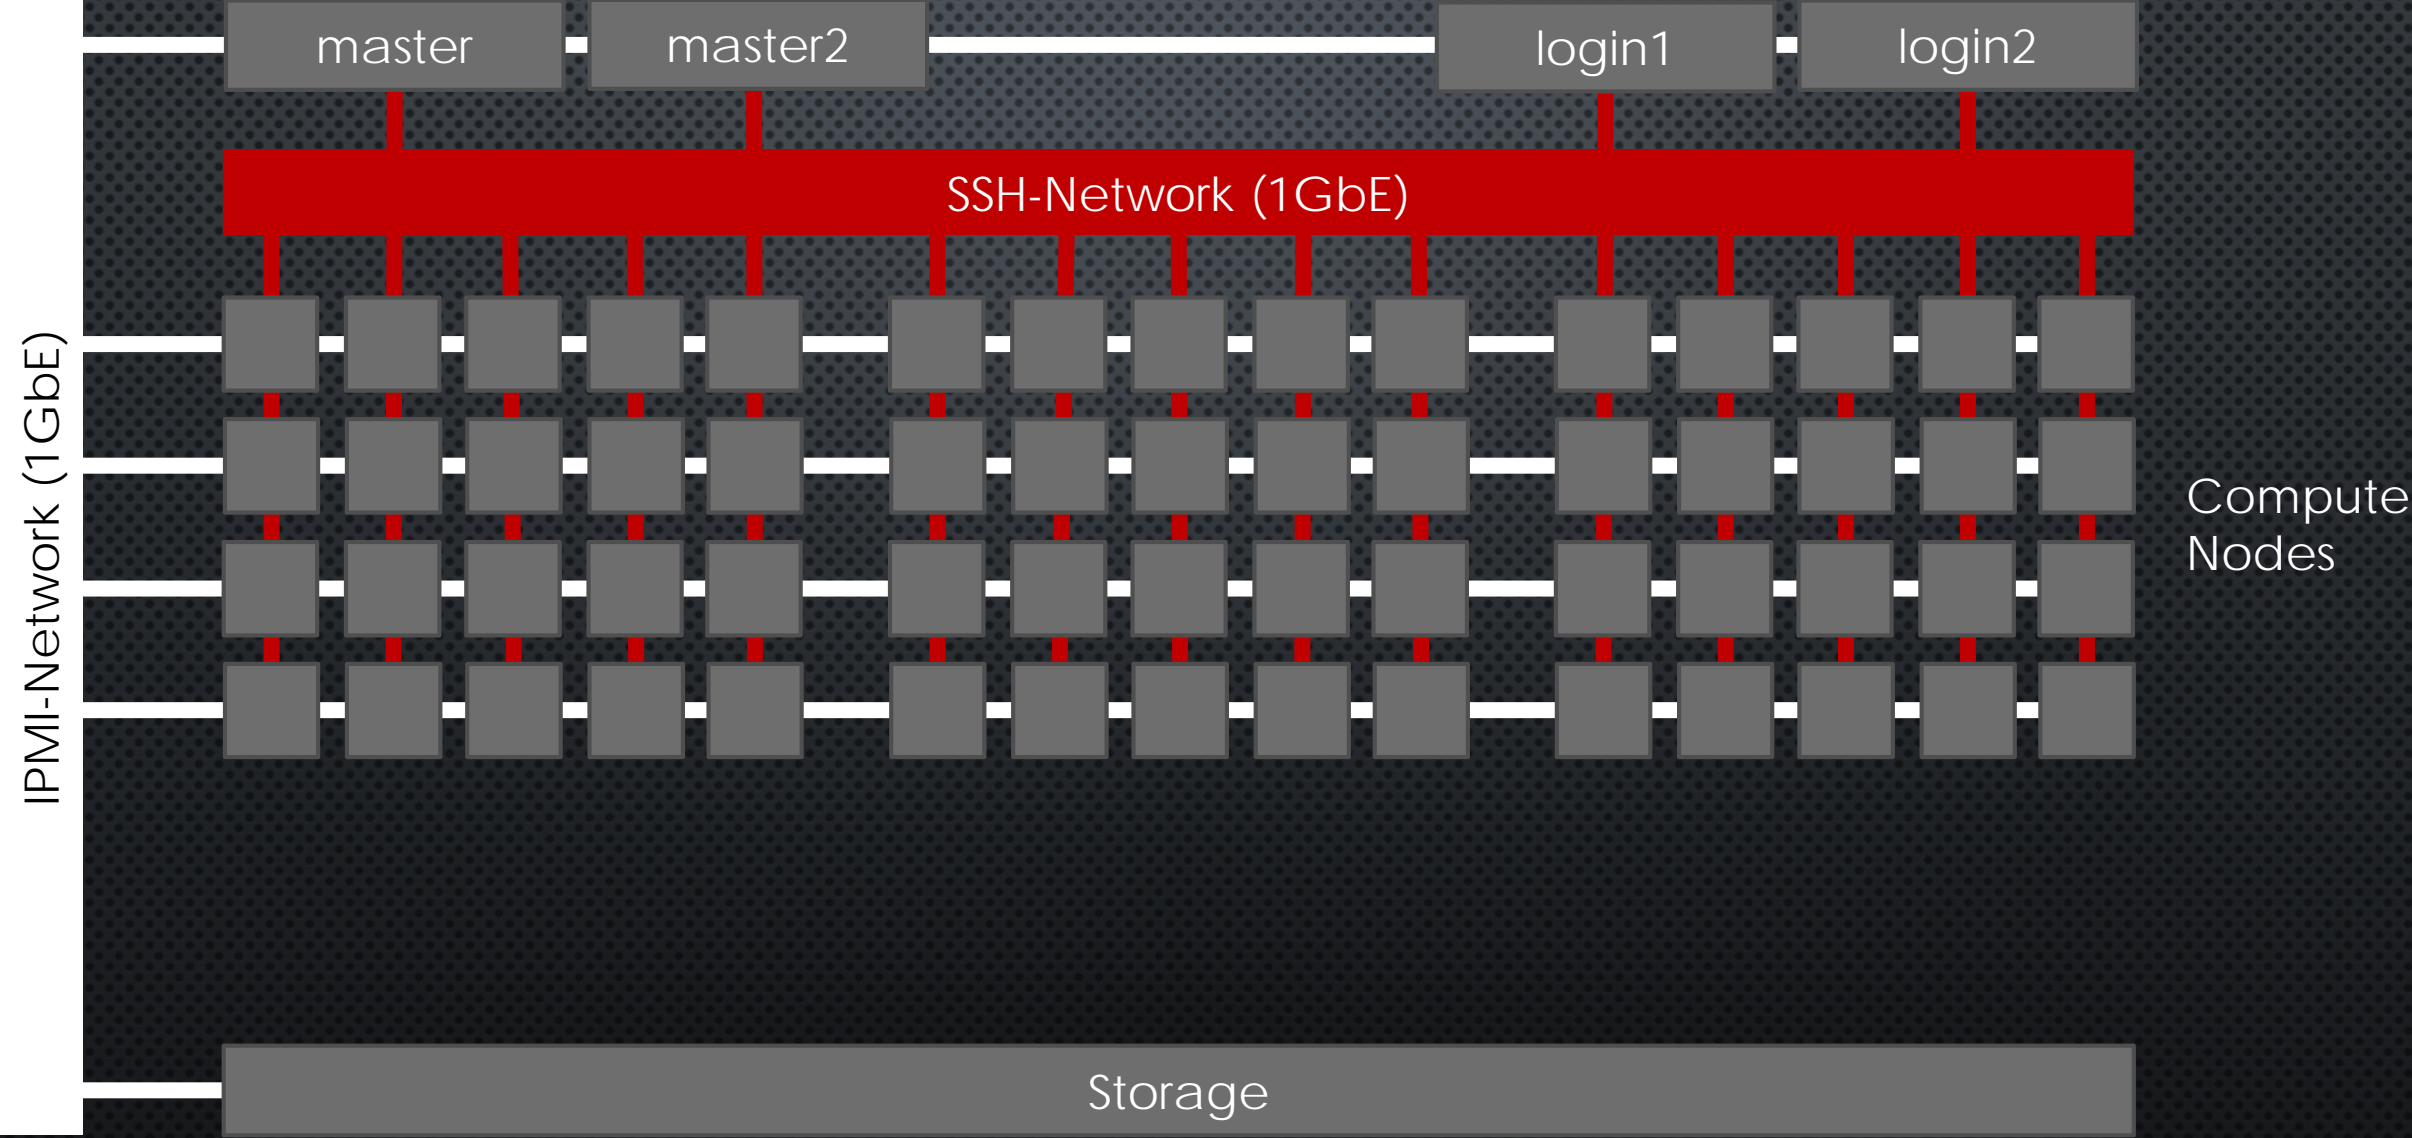 master
master2
login1
login2
SSH-Network (1GbE)
IPMI-Network (1GbE)
Compute
Nodes
Storage